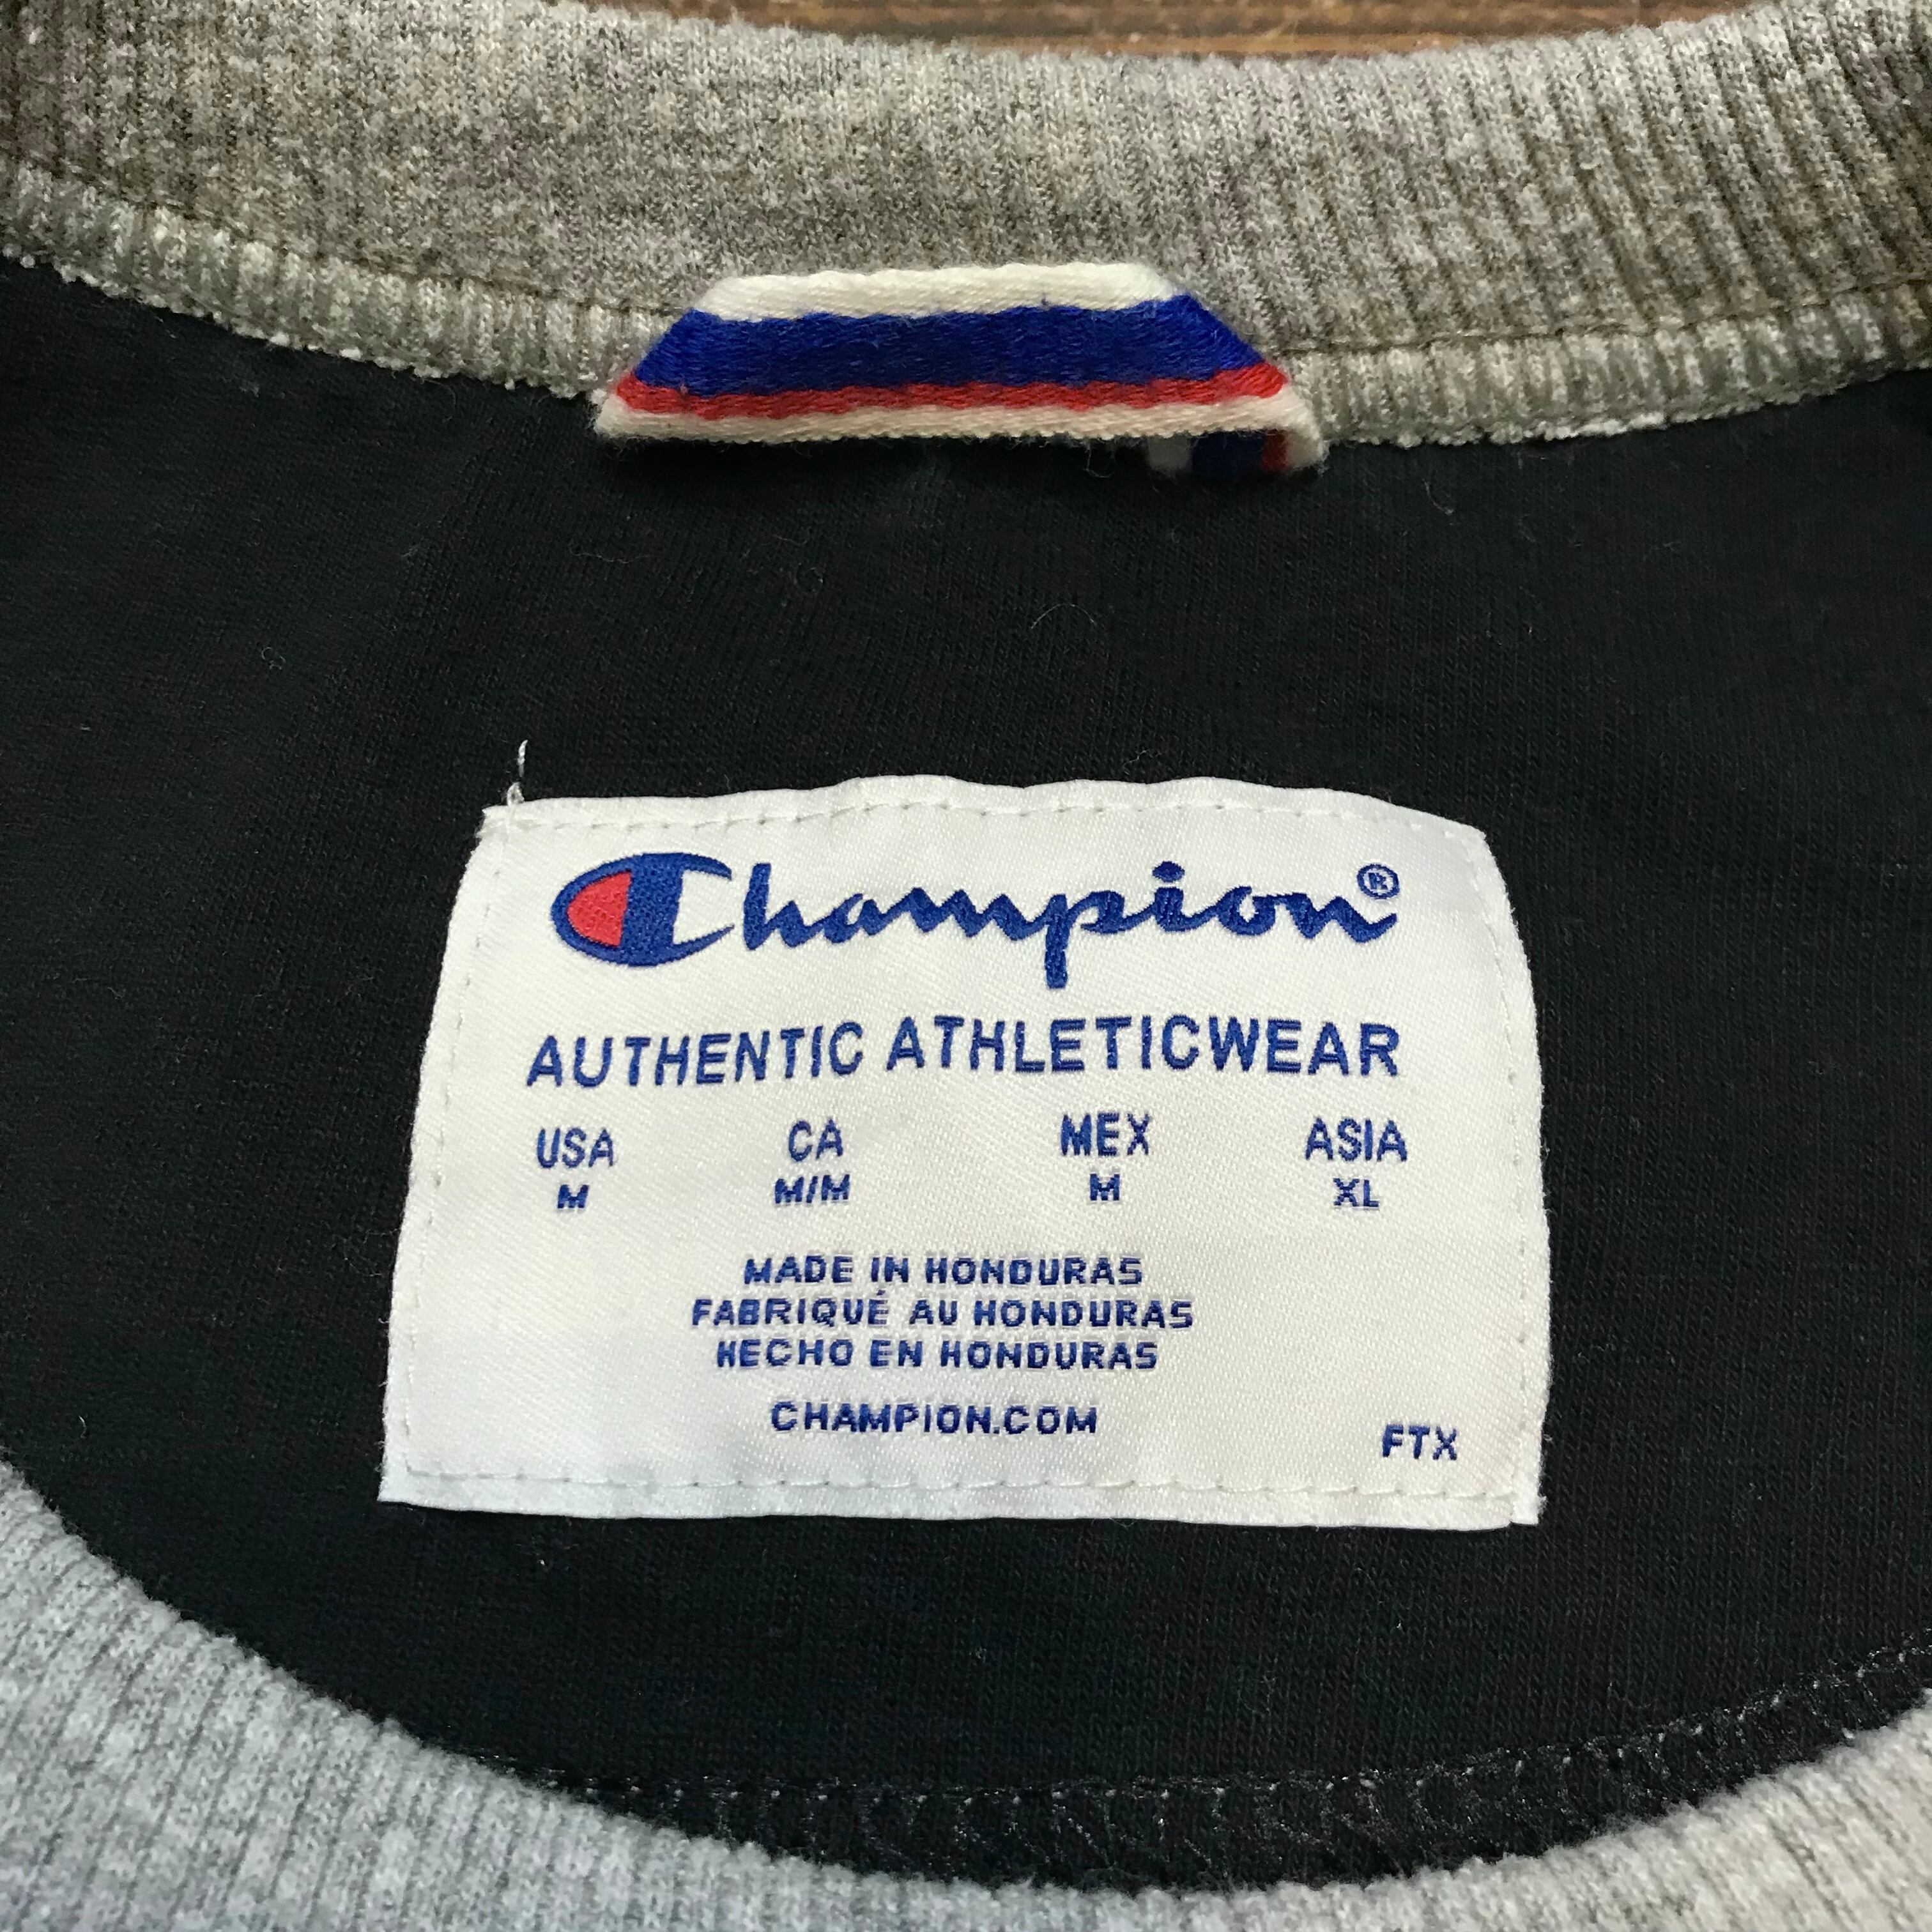 Champion®
AUTHENTIC ATHLETICWEAR
USA CA MEX ASIA
M M/M M XL
MADE IN HONDURAS
FABRIQUÉ AU HONDURAS
HECHO EN HONDURAS
CHAMPION.COM
FTX